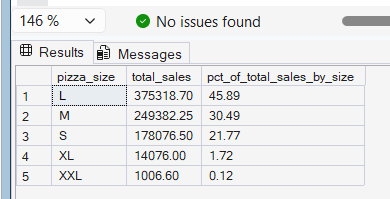 146 % No issues found
Results Messages
pizza_size total_sales pct_of_total_sales_by_size
1 L 375318.70 45.89
2 M 249382.25 30.49
3 S 178076.50 21.77
4 XL 14076.00 1.72
5 XXL 1006.60 0.12